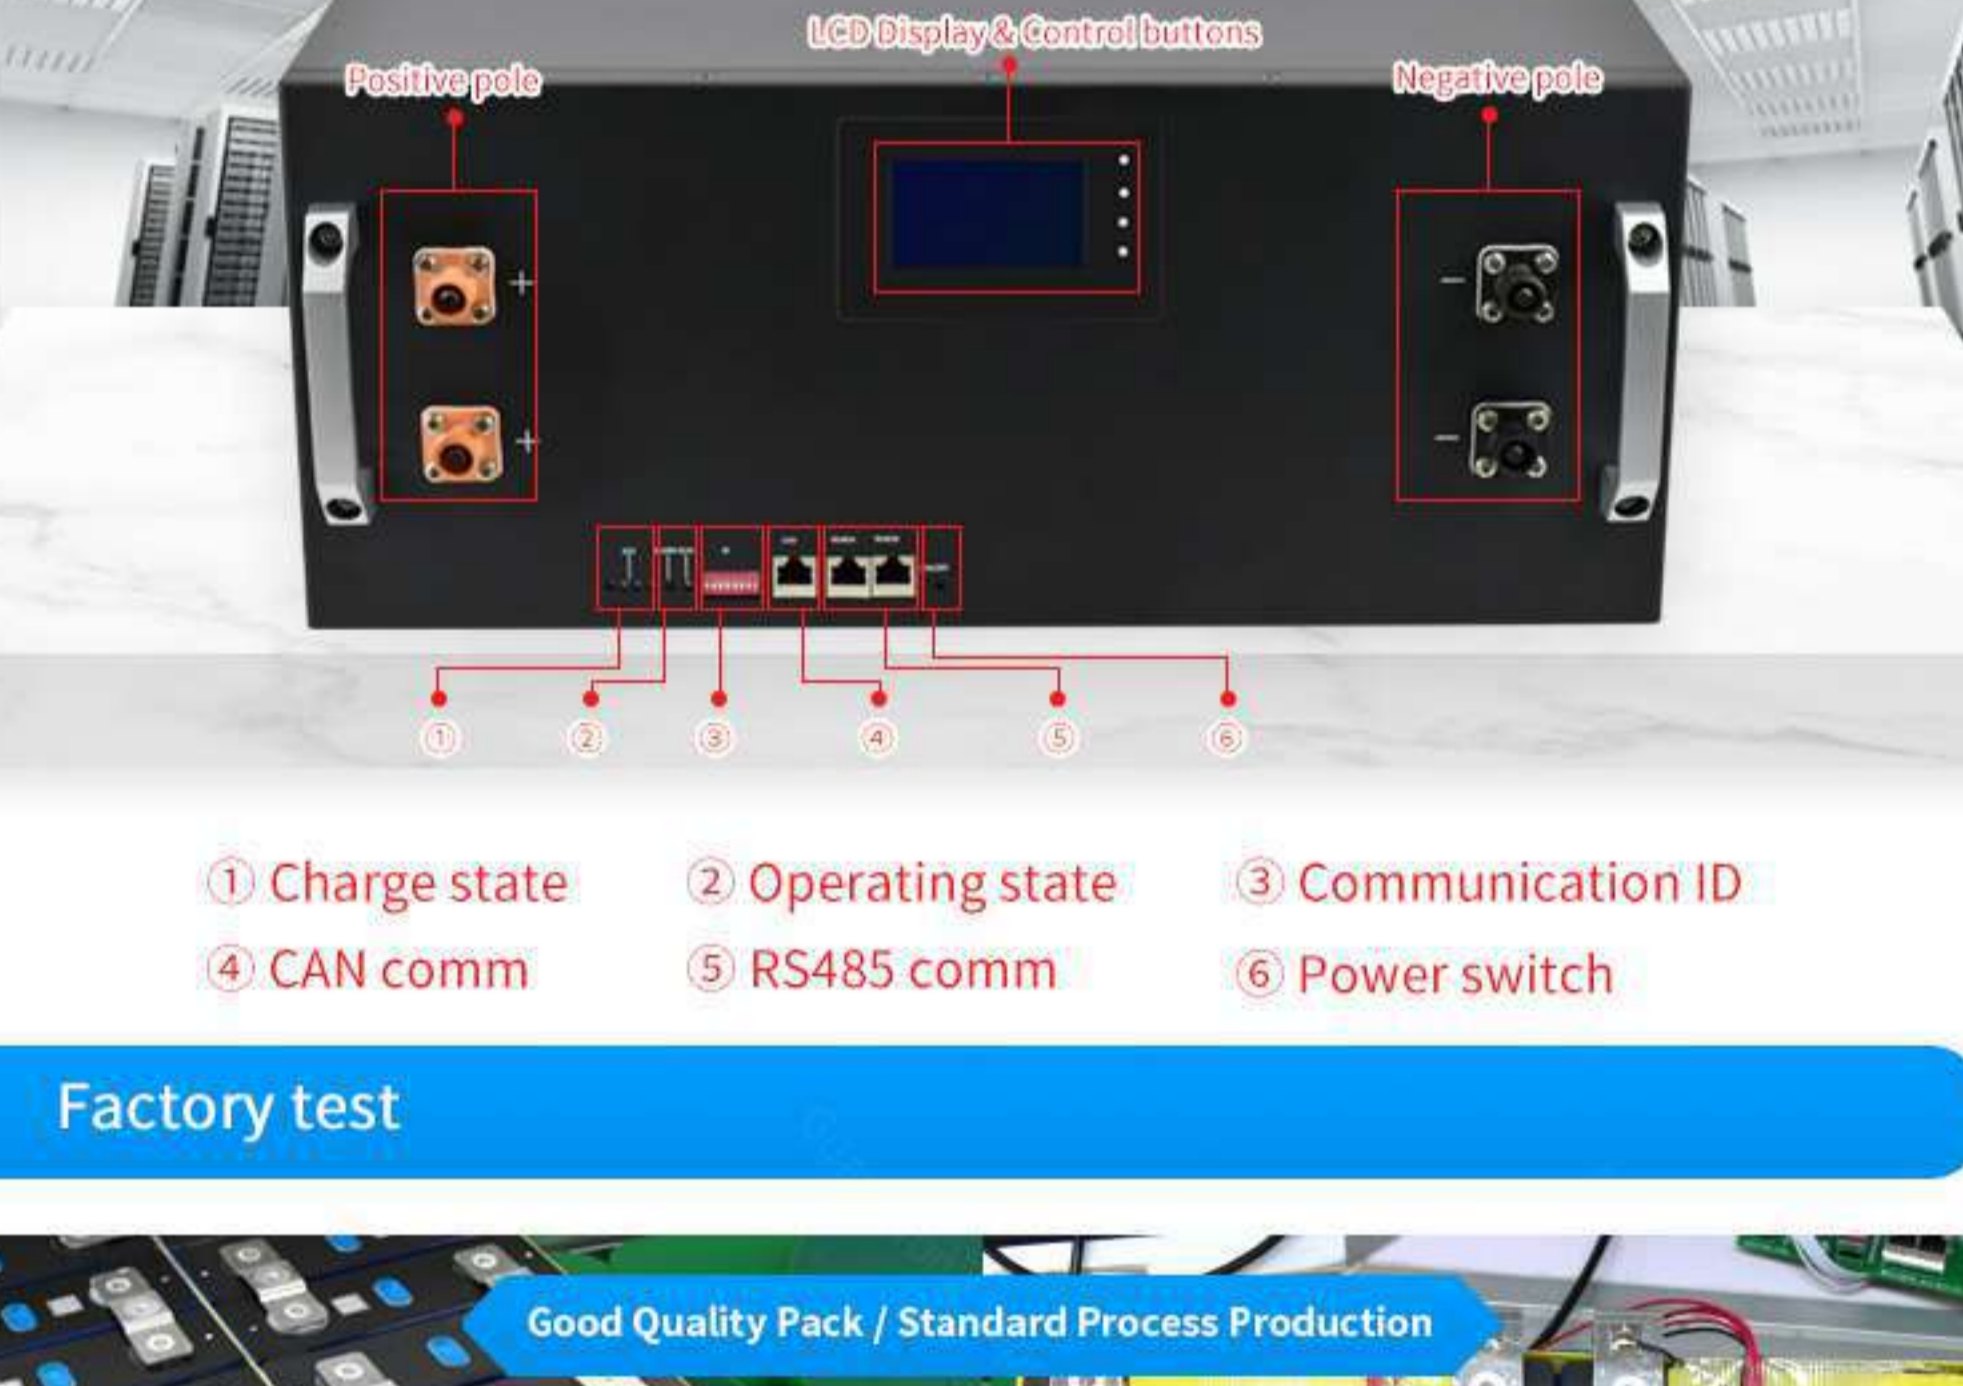 LCD Display & Control buttons
Positive pole
Negative pole
+
−
+
−
① ② ③ ④ ⑤ ⑥
① Charge state ② Operating state ③ Communication ID
④ CAN comm ⑤ RS485 comm ⑥ Power switch
Factory test
Good Quality Pack / Standard Process Production